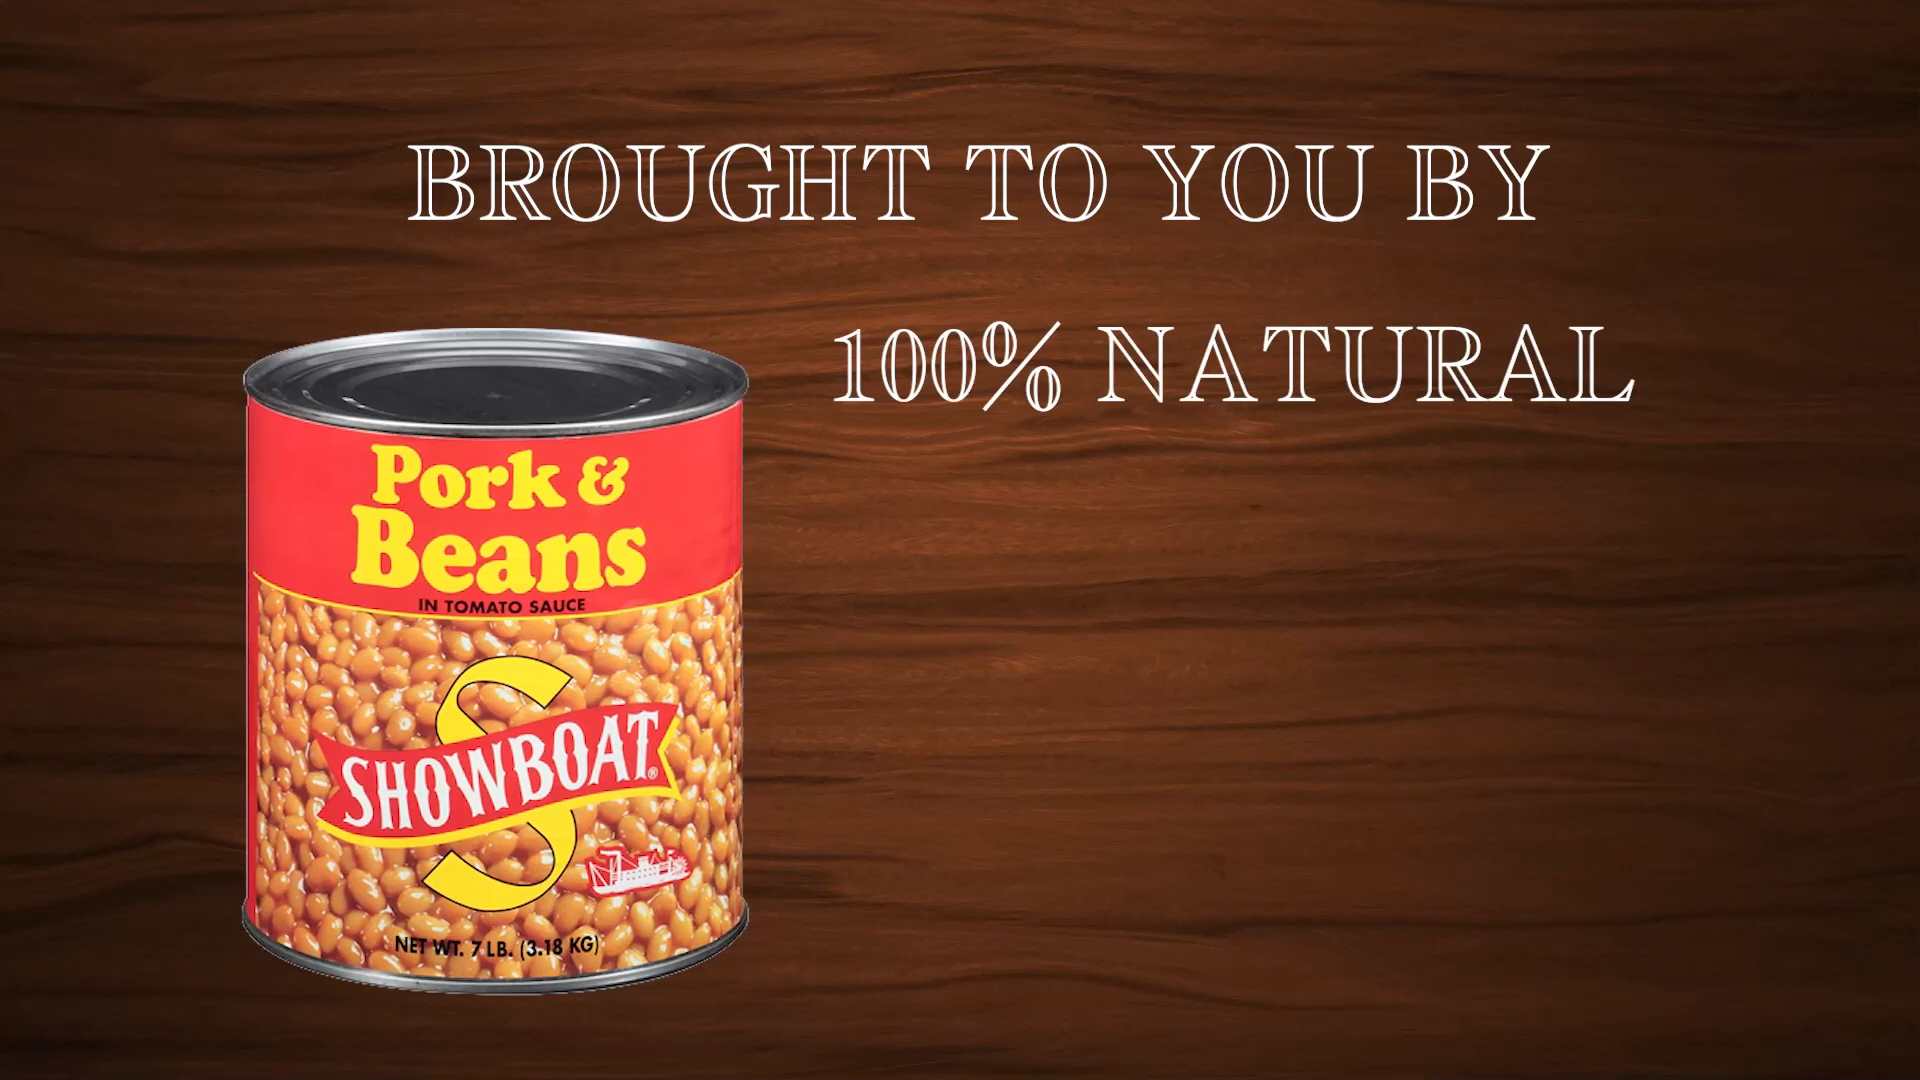 BROUGHT TO YOU BY
100% NATURAL
Pork &
Beans
IN TOMATO SAUCE
S
SHOWBOAT®
NET WT. 7 LB. (3.18 KG)